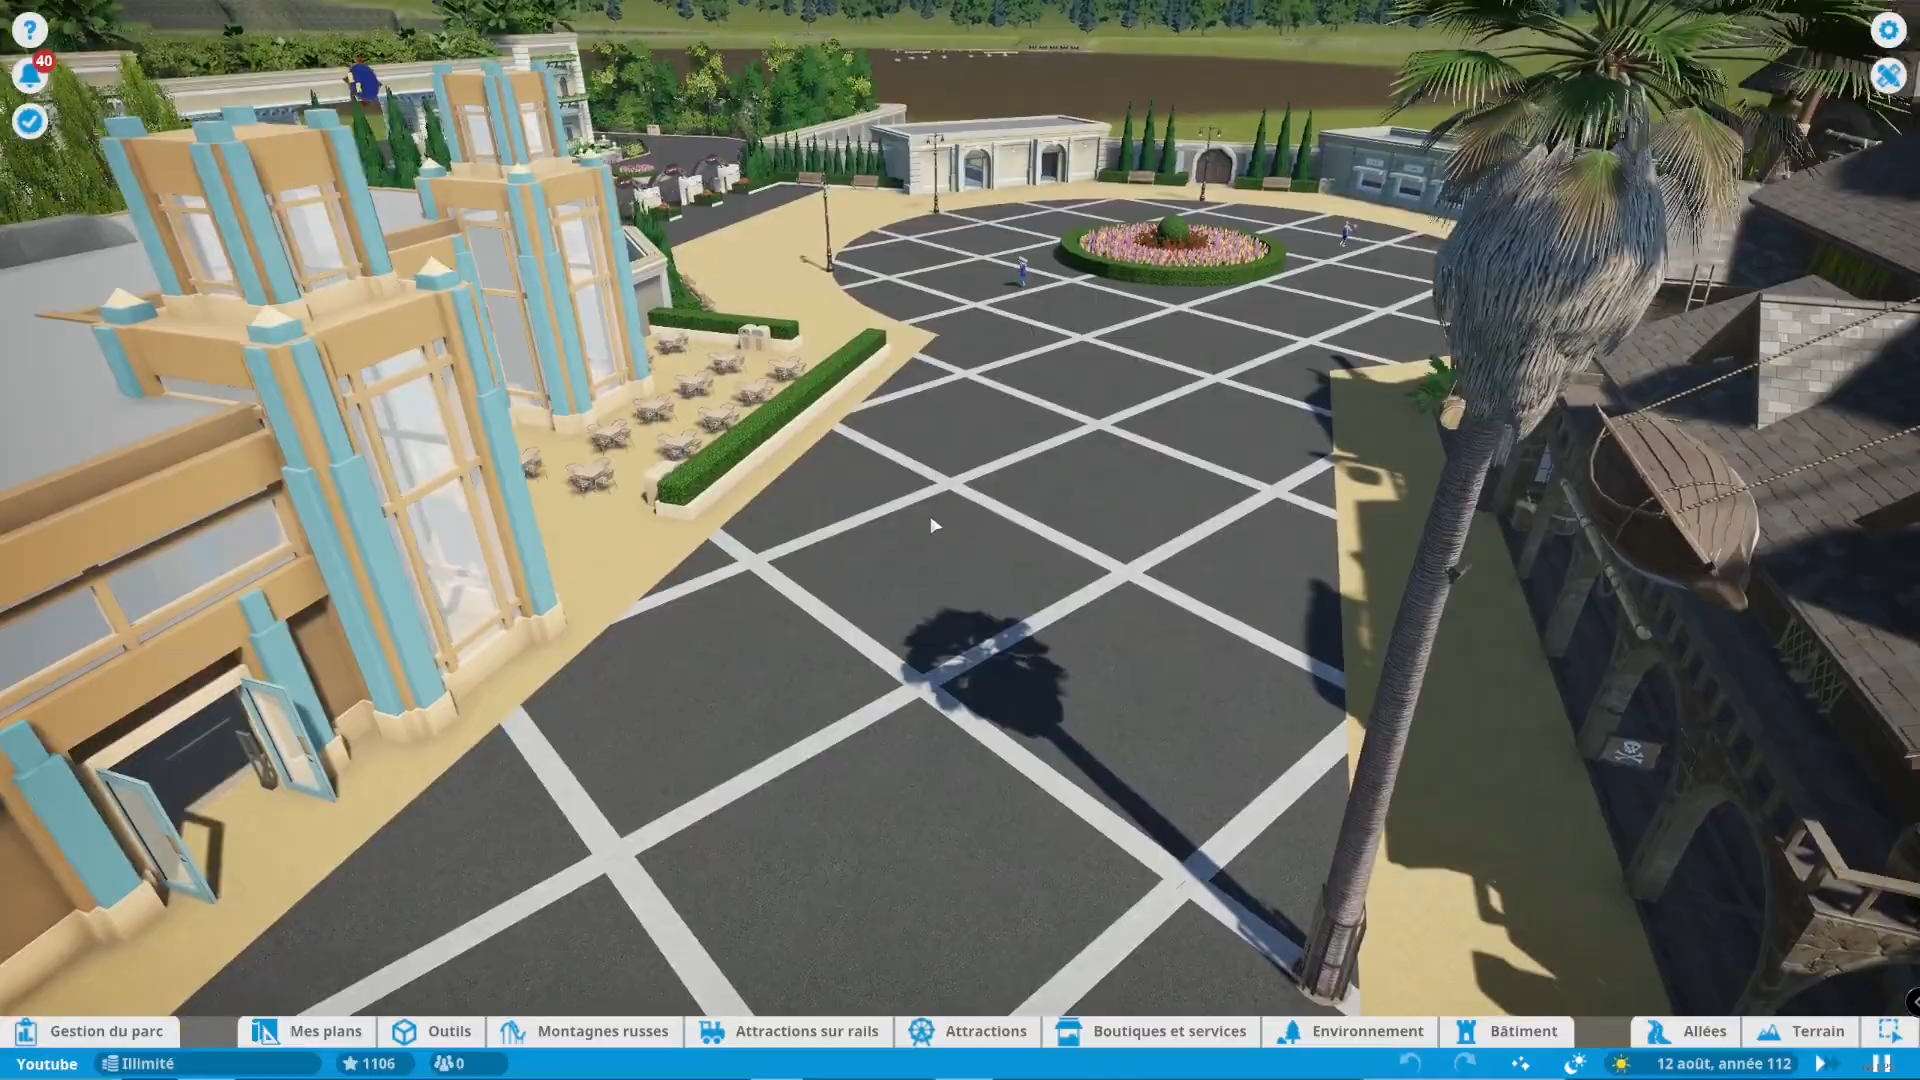 ?
40
Gestion du parc
Mes plans
Outils
Montagnes russes
Attractions sur rails
Attractions
Boutiques et services
Environnement
Bâtiment
Allées
Terrain
Youtube
Illimité
1106
0
12 août, année 112